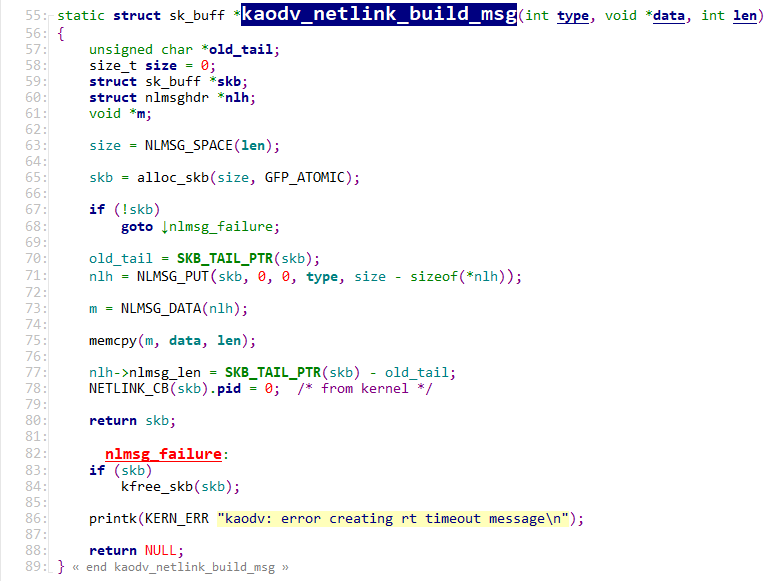 55: static struct sk_buff *kaodv_netlink_build_msg(int type, void *data, int len)
56: {
57:     unsigned char *old_tail;
58:     size_t size = 0;
59:     struct sk_buff *skb;
60:     struct nlmsghdr *nlh;
61:     void *m;
62:
63:     size = NLMSG_SPACE(len);
64:
65:     skb = alloc_skb(size, GFP_ATOMIC);
66:
67:     if (!skb)
68:         goto ↓nlmsg_failure;
69:
70:     old_tail = SKB_TAIL_PTR(skb);
71:     nlh = NLMSG_PUT(skb, 0, 0, type, size - sizeof(*nlh));
72:
73:     m = NLMSG_DATA(nlh);
74:
75:     memcpy(m, data, len);
76:
77:     nlh->nlmsg_len = SKB_TAIL_PTR(skb) - old_tail;
78:     NETLINK_CB(skb).pid = 0;  /* from kernel */
79:
80:     return skb;
81:
82:       nlmsg_failure:
83:     if (skb)
84:         kfree_skb(skb);
85:
86:     printk(KERN_ERR "kaodv: error creating rt timeout message\n");
87:
88:     return NULL;
89: } « end kaodv_netlink_build_msg »